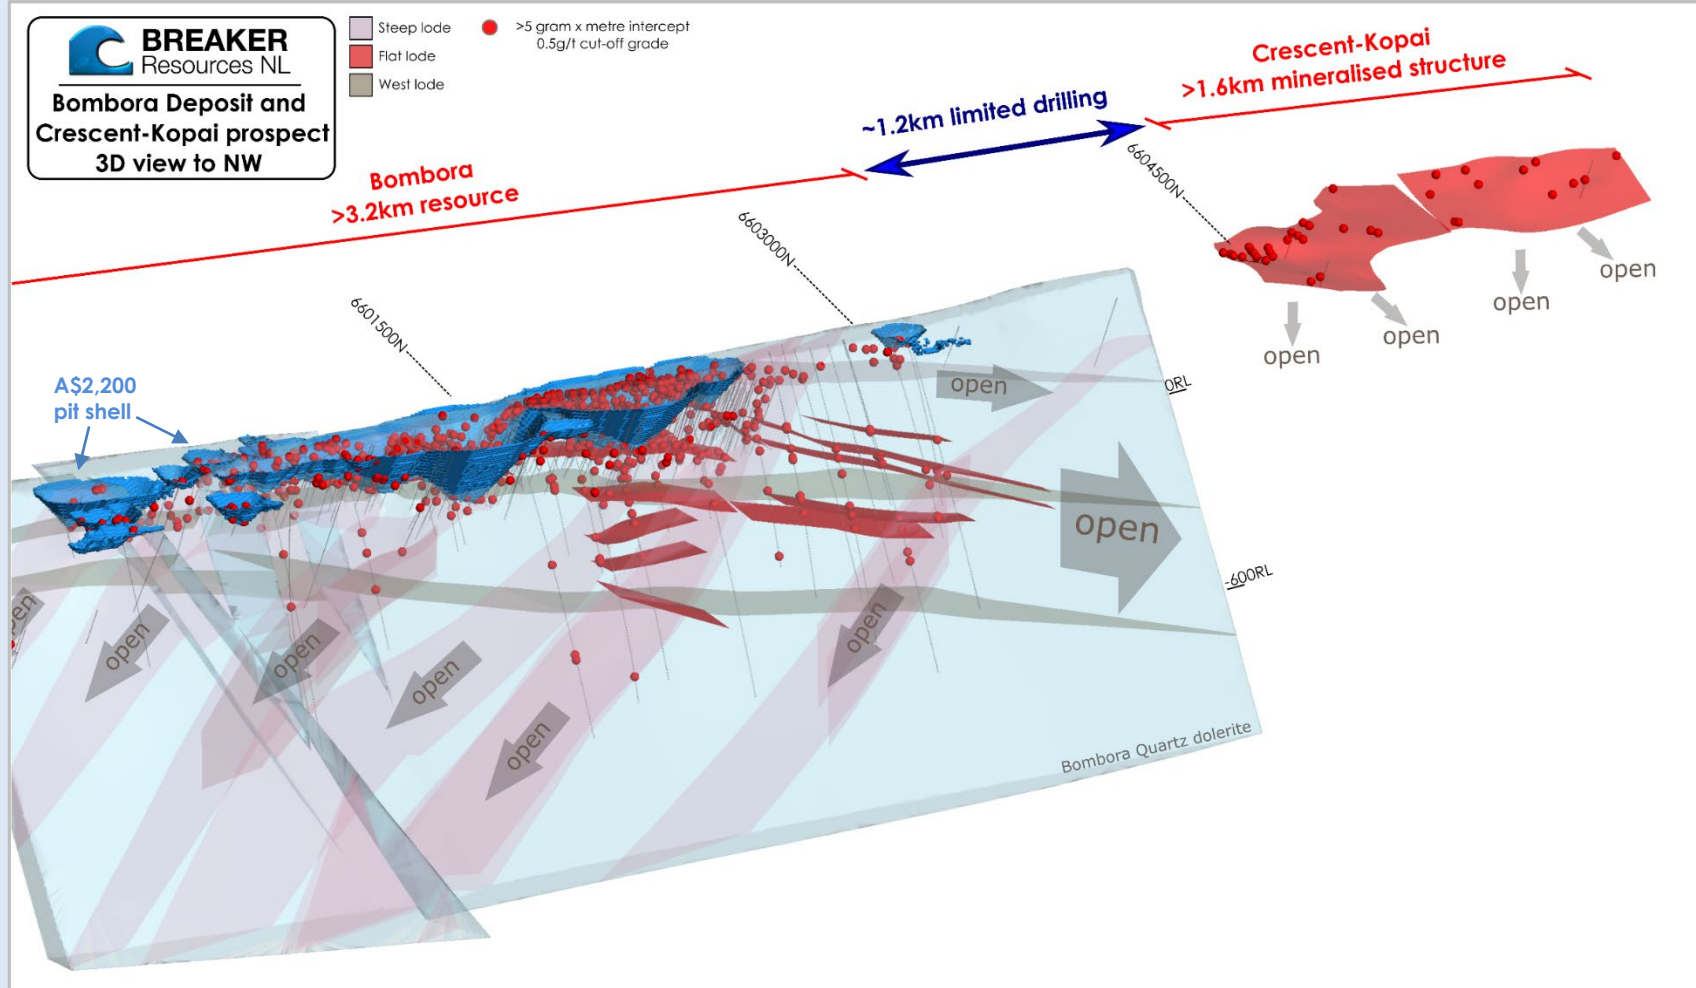 BREAKER
Resources NL
Bombora Deposit and
Crescent-Kopai prospect
3D view to NW
Steep lode
Flat lode
West lode
>5 gram x metre intercept
0.5g/t cut-off grade
Crescent-Kopai
>1.6km mineralised structure
~1.2km limited drilling
Bombora
>3.2km resource
6604500N
6603000N
6601500N
open
open
open
open
A$2,200
pit shell
open
0RL
open
-600RL
open
open
open
open
open
Bombora Quartz dolerite